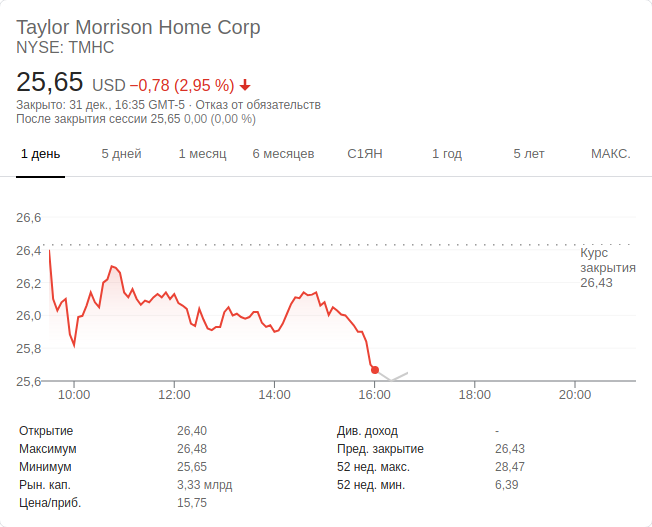 Taylor Morrison Home Corp
NYSE: TMHC
25,65 USD −0,78 (2,95 %)
Закрыто: 31 дек., 16:35 GMT-5 · Отказ от обязательств
После закрытия сессии 25,65 0,00 (0,00 %)
1 день 5 дней 1 месяц 6 месяцев С1ЯН 1 год 5 лет МАКС.
26,6
26,4
26,2
26,0
25,8
25,6
Курс
закрытия
26,43
10:00 12:00 14:00 16:00 18:00 20:00
Открытие 26,40 Див. доход -
Максимум 26,48 Пред. закрытие 26,43
Минимум 25,65 52 нед. макс. 28,47
Рын. кап. 3,33 млрд 52 нед. мин. 6,39
Цена/приб. 15,75